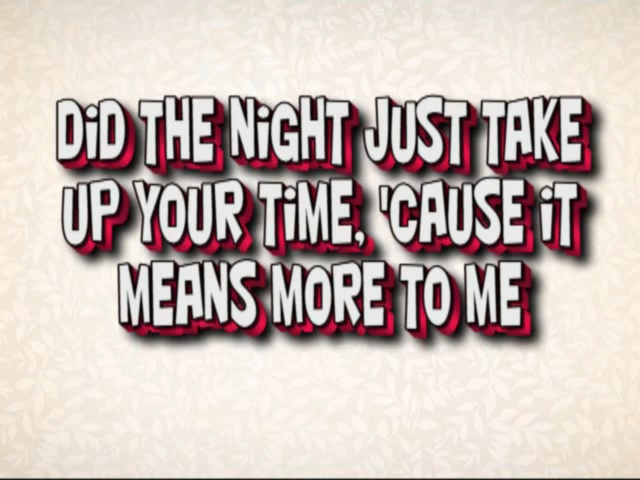 DiD THE NiGHT JUST TAKE
UP YOUR TiME, 'CAUSE iT
MEANS MORE TO ME